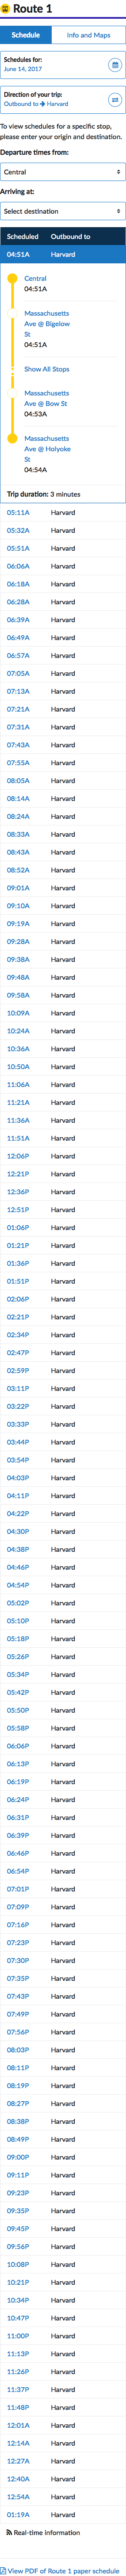 Route 1
Schedule Info and Maps
Schedules for:
June 14, 2017
Direction of your trip:
Outbound to → Harvard
To view schedules for a specific stop,
please enter your origin and destination.
Departure times from:
Central
Arriving at:
Select destination
Scheduled Outbound to
04:51A Harvard
Central
04:51A
Massachusetts
Ave @ Bigelow
St
04:51A
Show All Stops
Massachusetts
Ave @ Bow St
04:53A
Massachusetts
Ave @ Holyoke
St
04:54A
Trip duration: 3 minutes
05:11A Harvard
05:32A Harvard
05:51A Harvard
06:06A Harvard
06:18A Harvard
06:28A Harvard
06:39A Harvard
06:49A Harvard
06:57A Harvard
07:05A Harvard
07:13A Harvard
07:21A Harvard
07:31A Harvard
07:43A Harvard
07:55A Harvard
08:05A Harvard
08:14A Harvard
08:24A Harvard
08:33A Harvard
08:43A Harvard
08:52A Harvard
09:01A Harvard
09:10A Harvard
09:19A Harvard
09:28A Harvard
09:38A Harvard
09:48A Harvard
09:58A Harvard
10:09A Harvard
10:24A Harvard
10:36A Harvard
10:50A Harvard
11:06A Harvard
11:21A Harvard
11:36A Harvard
11:51A Harvard
12:06P Harvard
12:21P Harvard
12:36P Harvard
12:51P Harvard
01:06P Harvard
01:21P Harvard
01:36P Harvard
01:51P Harvard
02:06P Harvard
02:21P Harvard
02:34P Harvard
02:47P Harvard
02:59P Harvard
03:11P Harvard
03:22P Harvard
03:33P Harvard
03:44P Harvard
03:54P Harvard
04:03P Harvard
04:11P Harvard
04:22P Harvard
04:30P Harvard
04:38P Harvard
04:46P Harvard
04:54P Harvard
05:02P Harvard
05:10P Harvard
05:18P Harvard
05:26P Harvard
05:34P Harvard
05:42P Harvard
05:50P Harvard
05:58P Harvard
06:06P Harvard
06:13P Harvard
06:19P Harvard
06:24P Harvard
06:31P Harvard
06:39P Harvard
06:46P Harvard
06:54P Harvard
07:01P Harvard
07:09P Harvard
07:16P Harvard
07:23P Harvard
07:30P Harvard
07:35P Harvard
07:43P Harvard
07:49P Harvard
07:56P Harvard
08:03P Harvard
08:11P Harvard
08:19P Harvard
08:27P Harvard
08:38P Harvard
08:49P Harvard
09:00P Harvard
09:11P Harvard
09:23P Harvard
09:35P Harvard
09:45P Harvard
09:56P Harvard
10:08P Harvard
10:21P Harvard
10:34P Harvard
10:47P Harvard
11:00P Harvard
11:13P Harvard
11:26P Harvard
11:37P Harvard
11:48P Harvard
12:01A Harvard
12:14A Harvard
12:27A Harvard
12:40A Harvard
12:54A Harvard
01:19A Harvard
Real-time information
View PDF of Route 1 paper schedule